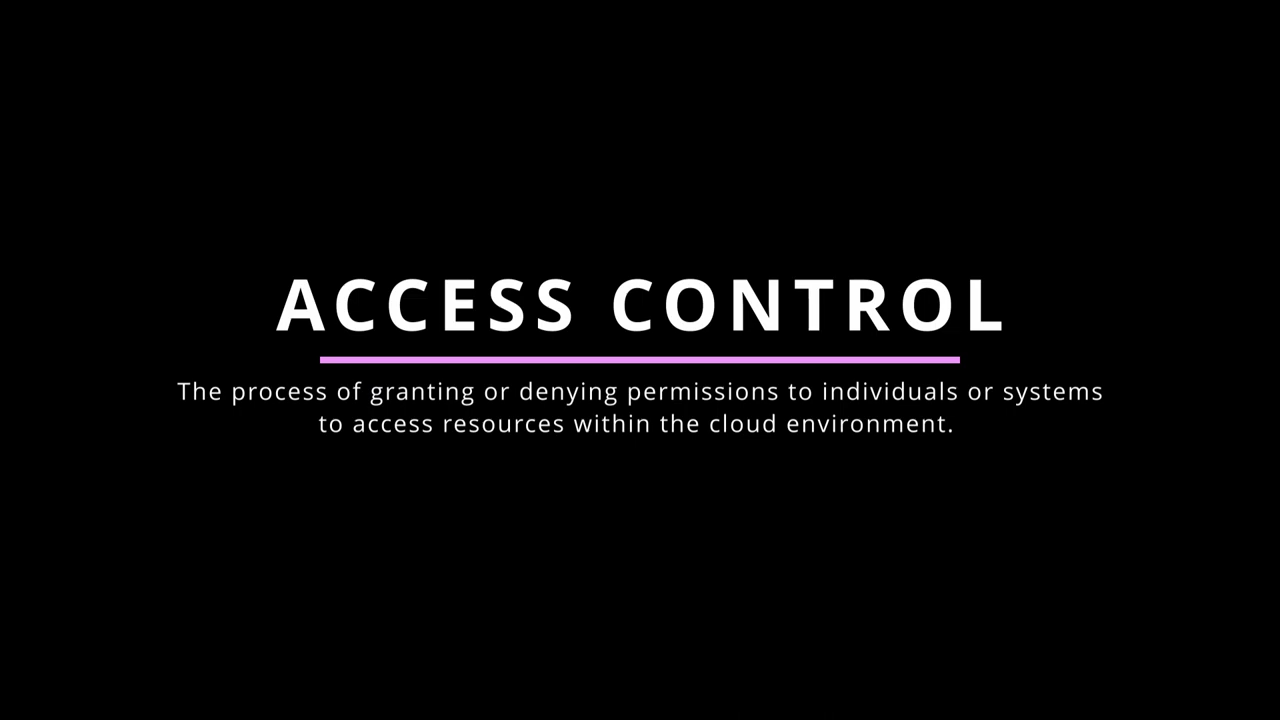 ACCESS CONTROL
The process of granting or denying permissions to individuals or systems
to access resources within the cloud environment.